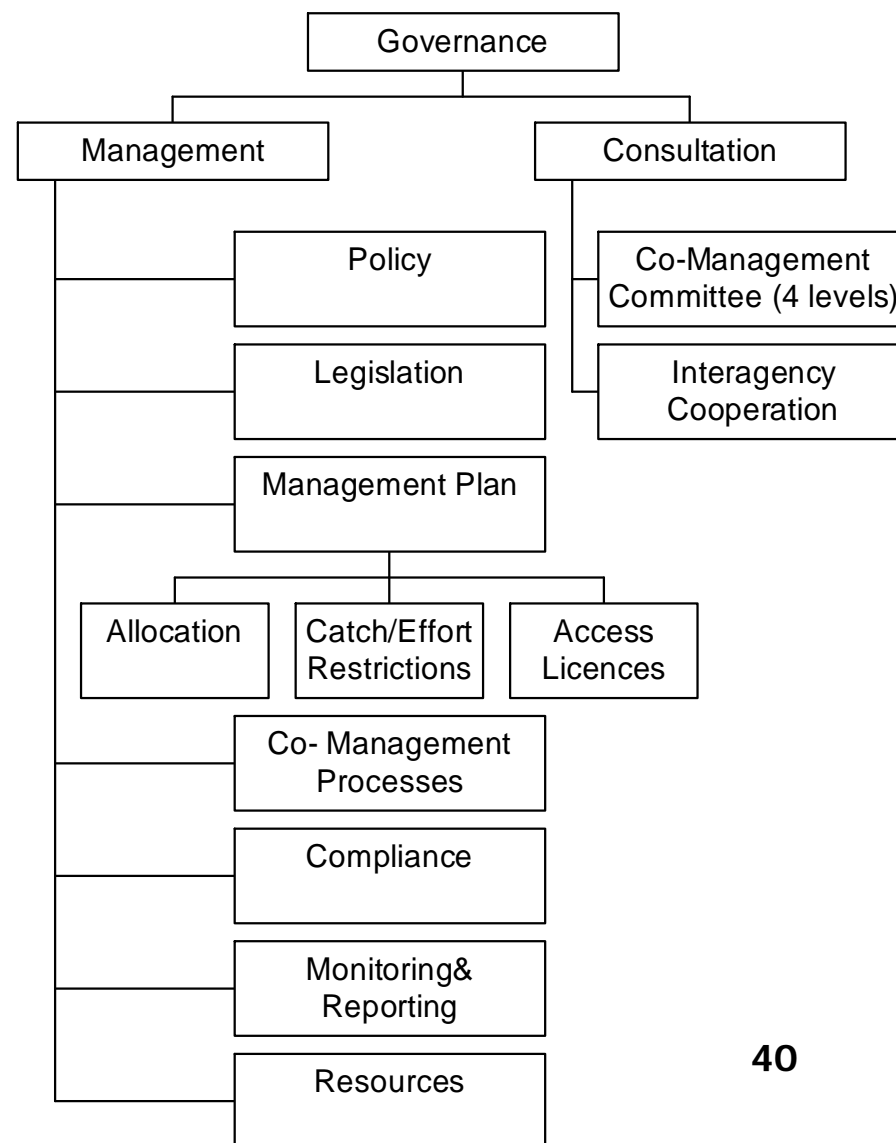 Governance
Management
Consultation
Policy
Co-Management
Committee (4 levels)
Legislation
Interagency
Cooperation
Management Plan
Allocation
Catch/Effort
Restrictions
Access
Licences
Co- Management
Processes
Compliance
Monitoring&
Reporting
Resources
40